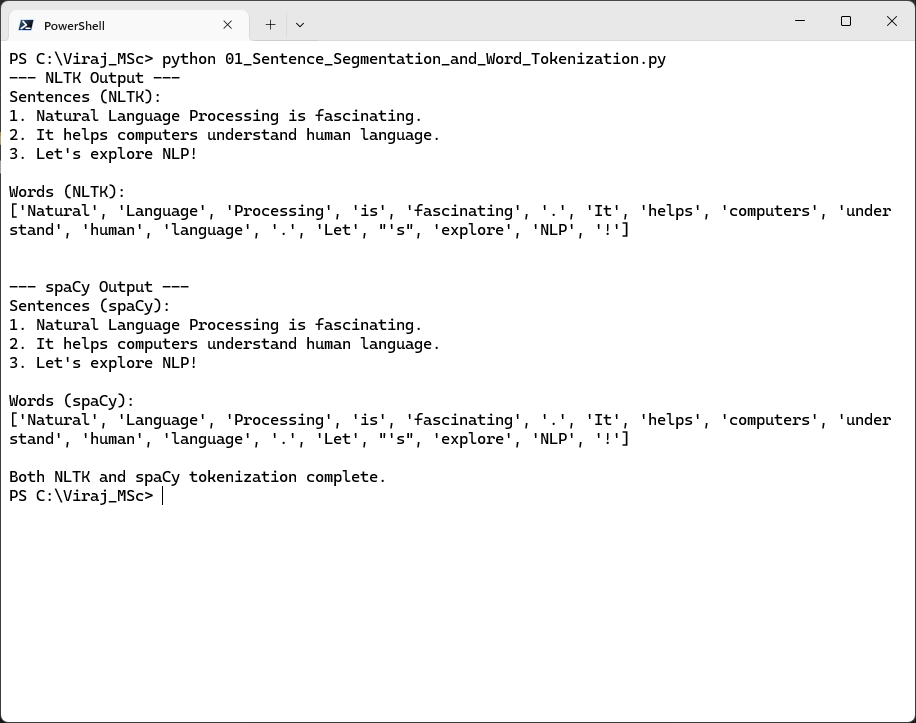 PowerShell
PS C:\Viraj_MSc> python 01_Sentence_Segmentation_and_Word_Tokenization.py
--- NLTK Output ---
Sentences (NLTK):
1. Natural Language Processing is fascinating.
2. It helps computers understand human language.
3. Let's explore NLP!
Words (NLTK):
['Natural', 'Language', 'Processing', 'is', 'fascinating', '.', 'It', 'helps', 'computers', 'under
stand', 'human', 'language', '.', 'Let', "'s", 'explore', 'NLP', '!']
--- spaCy Output ---
Sentences (spaCy):
1. Natural Language Processing is fascinating.
2. It helps computers understand human language.
3. Let's explore NLP!
Words (spaCy):
['Natural', 'Language', 'Processing', 'is', 'fascinating', '.', 'It', 'helps', 'computers', 'under
stand', 'human', 'language', '.', 'Let', "'s", 'explore', 'NLP', '!']
Both NLTK and spaCy tokenization complete.
PS C:\Viraj_MSc>